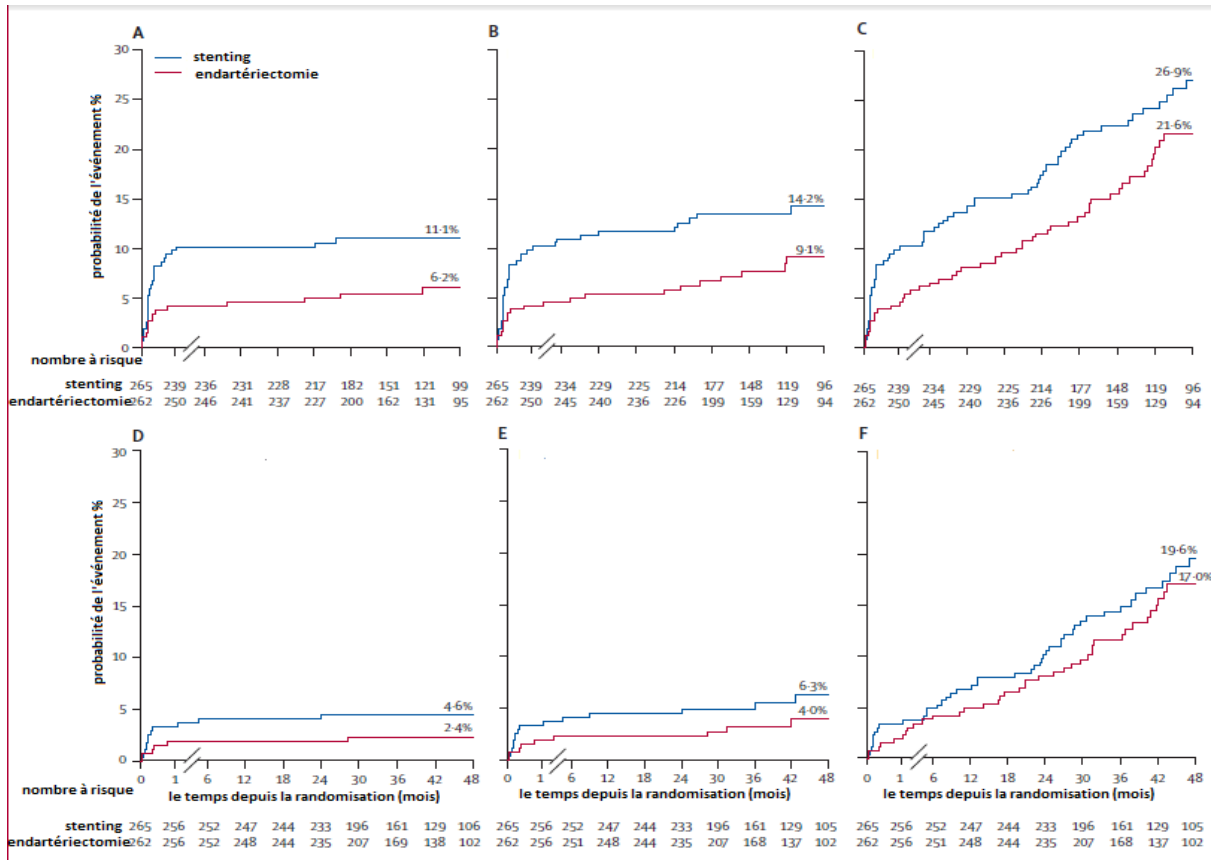 A B C
30
stenting
endartériectomie
26·9%
25
21·6%
20
probabilité de l'événement %
15
14·2%
11·1%
10
9·1%
6·2%
5
0
nombre à risque
stenting 265 239 236 231 228 217 182 151 121 99 265 239 234 229 225 214 177 148 119 96 265 239 234 229 225 214 177 148 119 96
endartériectomie 262 250 246 241 237 227 200 162 131 95 262 250 245 240 236 226 199 159 129 94 262 250 245 240 236 226 199 159 129 94
D E F
30
25
20
19·6%
17·0%
probabilité de l'événement %
15
10
6·3%
5
4·6%
4·0%
2·4%
0
0 1 6 12 18 24 30 36 42 48 0 1 6 12 18 24 30 36 42 48 0 1 6 12 18 24 30 36 42 48
nombre à risque le temps depuis la randomisation (mois) le temps depuis la randomisation (mois) le temps depuis la randomisation (mois)
stenting 265 256 252 247 244 233 196 161 129 106 265 256 252 247 244 233 196 161 129 105 265 256 252 247 244 233 196 161 129 105
endartériectomie 262 256 252 248 244 235 207 169 138 102 262 256 251 248 244 235 207 168 137 102 262 256 251 248 244 235 207 168 137 102